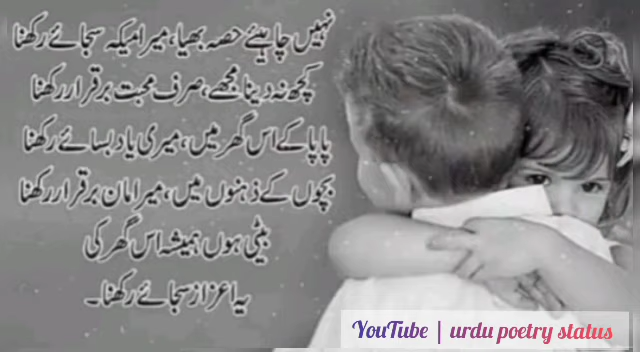 نہیں چاہیئے حصہ بھیا، میرا میکہ سجائے رکھنا
کچھ نہ دینا مجھے، صرف محبت برقرار رکھنا
پاپا کے اس گھر میں، میری یاد بسائے رکھنا
بچوں کے ذہنوں میں، میرا مان برقرار رکھنا
بیٹی ہوں ہمیشہ اس گھر کی
یہ اعزاز سجائے رکھنا۔
YouTube | urdu poetry status